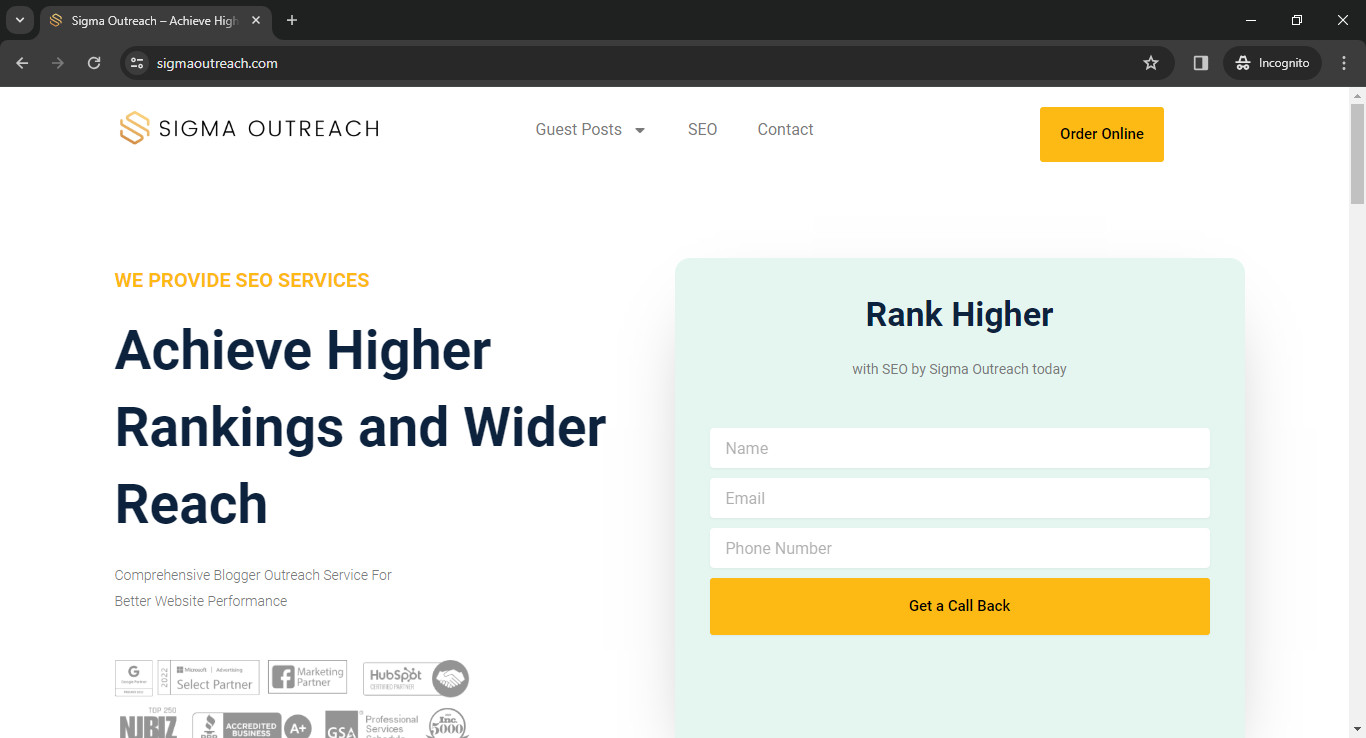 Sigma Outreach – Achieve High
sigmaoutreach.com
Incognito
SIGMA OUTREACH
Guest Posts
SEO
Contact
Order Online
WE PROVIDE SEO SERVICES
Achieve Higher
Rankings and Wider
Reach
Comprehensive Blogger Outreach Service For
Better Website Performance
G
Google Partner
2022
Microsoft | Advertising
Select Partner
Marketing
Partner
HubSpot
CERTIFIED PARTNER
TOP 250
NJBIZ
BBB
ACCREDITED
BUSINESS
A+
GSA
Professional
Services
Inc.
5000
Rank Higher
with SEO by Sigma Outreach today
Name
Email
Phone Number
Get a Call Back